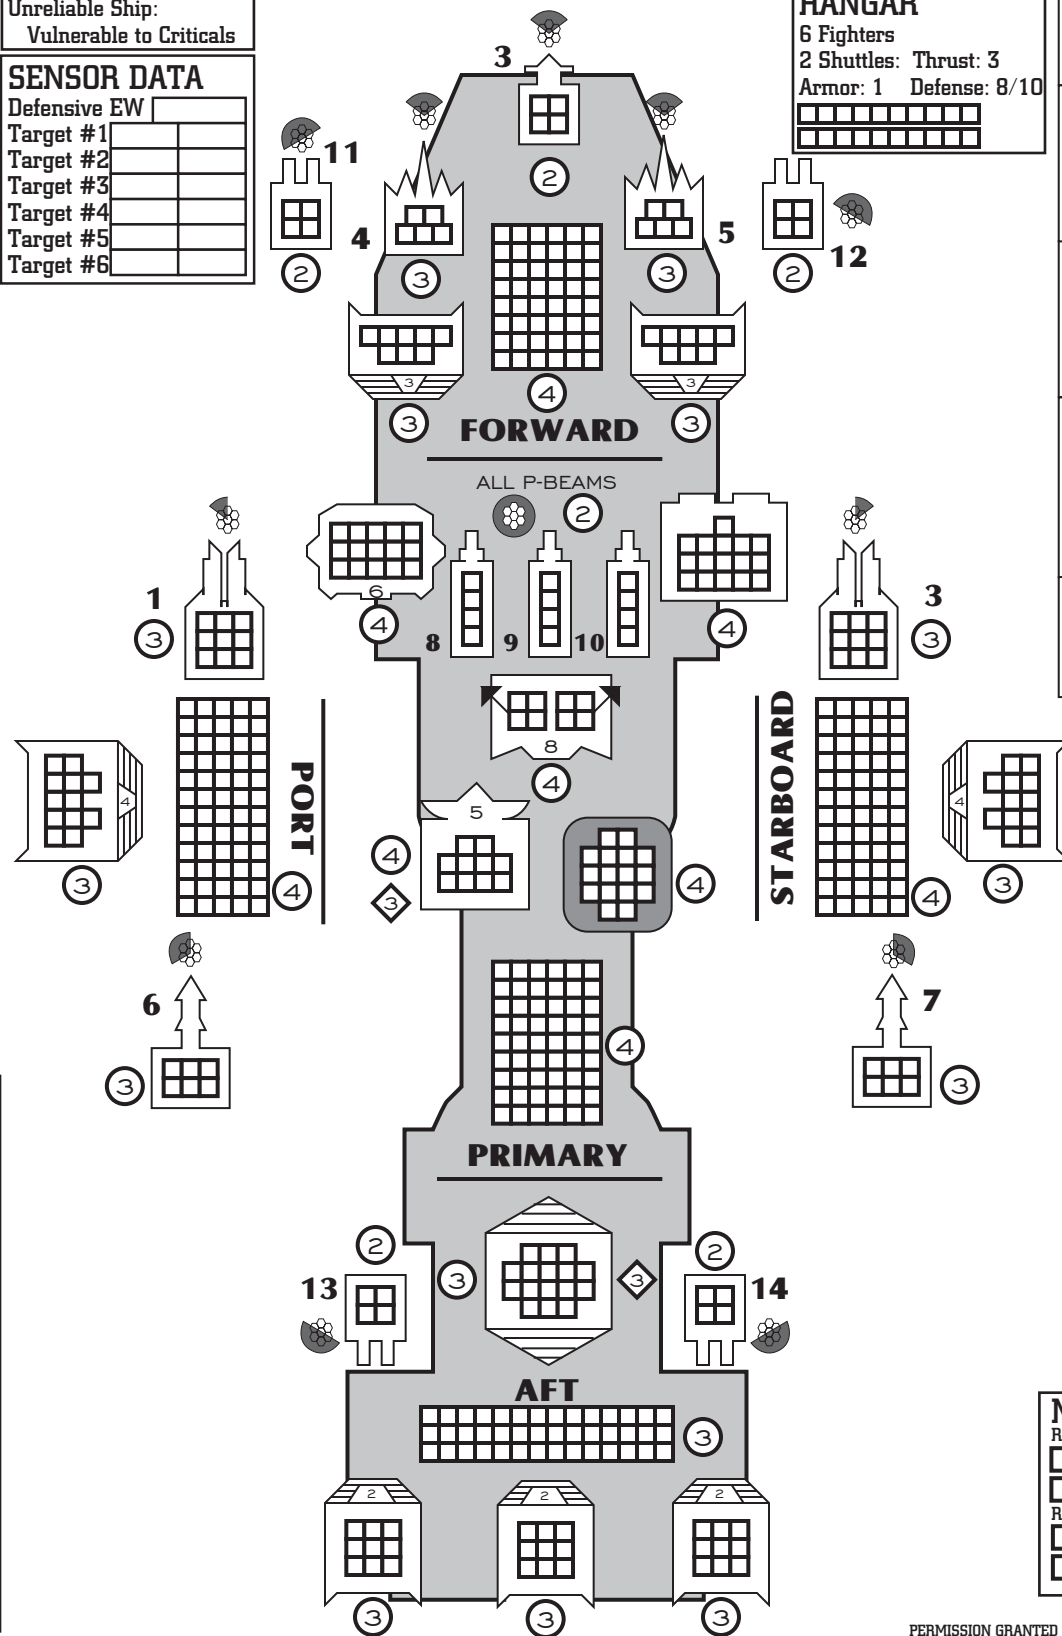 Unreliable Ship:
Vulnerable to Criticals
SENSOR DATA
Defensive EW
Target #1
Target #2
Target #3
Target #4
Target #5
Target #6
HANGAR
6 Fighters
2 Shuttles: Thrust: 3
Armor: 1 Defense: 8/10
3
2
11
2
4
3
5
3
12
2
3
3
4
3
3
FORWARD
ALL P-BEAMS
2
1
3
6
4
8
9
10
4
3
3
8
4
PORT
4
3
4
STARBOARD
4
3
4
5
4
3
4
6
3
4
7
3
PRIMARY
13
2
3
3
14
2
AFT
3
2
3
2
3
2
3
PERMISSION GRANTED